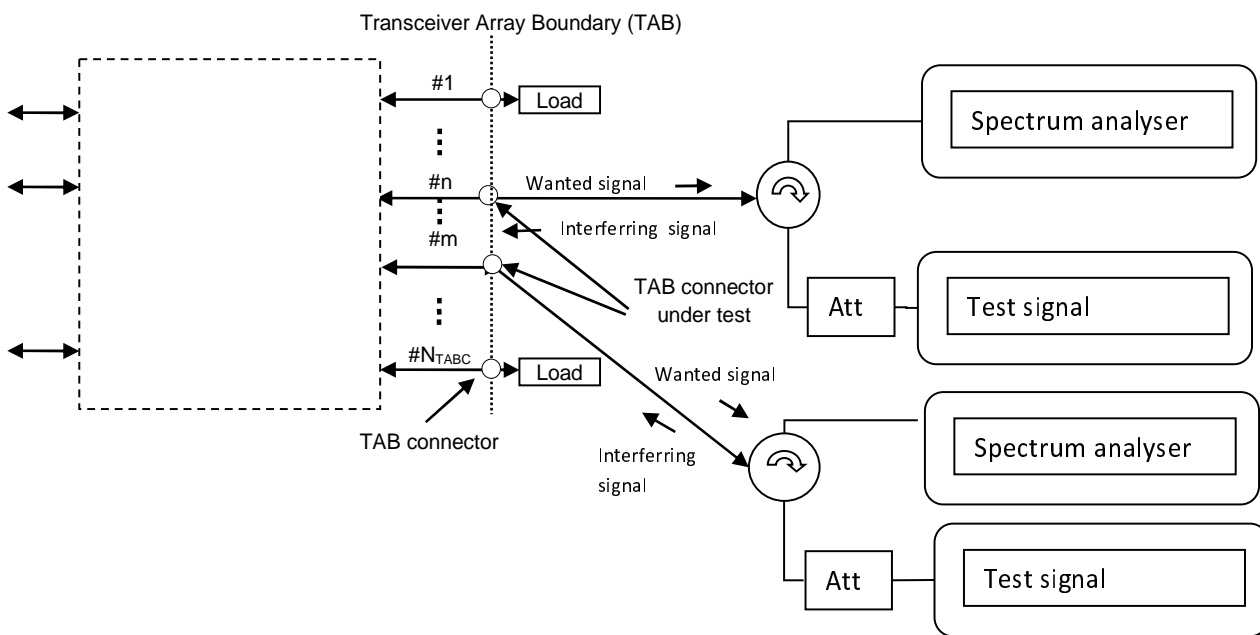 Transceiver Array Boundary (TAB)
#1
Load
Spectrum analyser
#n
Wanted signal
Interferring signal
#m
TAB connector
under test
Att
Test signal
#NTABC
Load
Wanted signal
TAB connector
Interferring
signal
Spectrum analyser
Att
Test signal